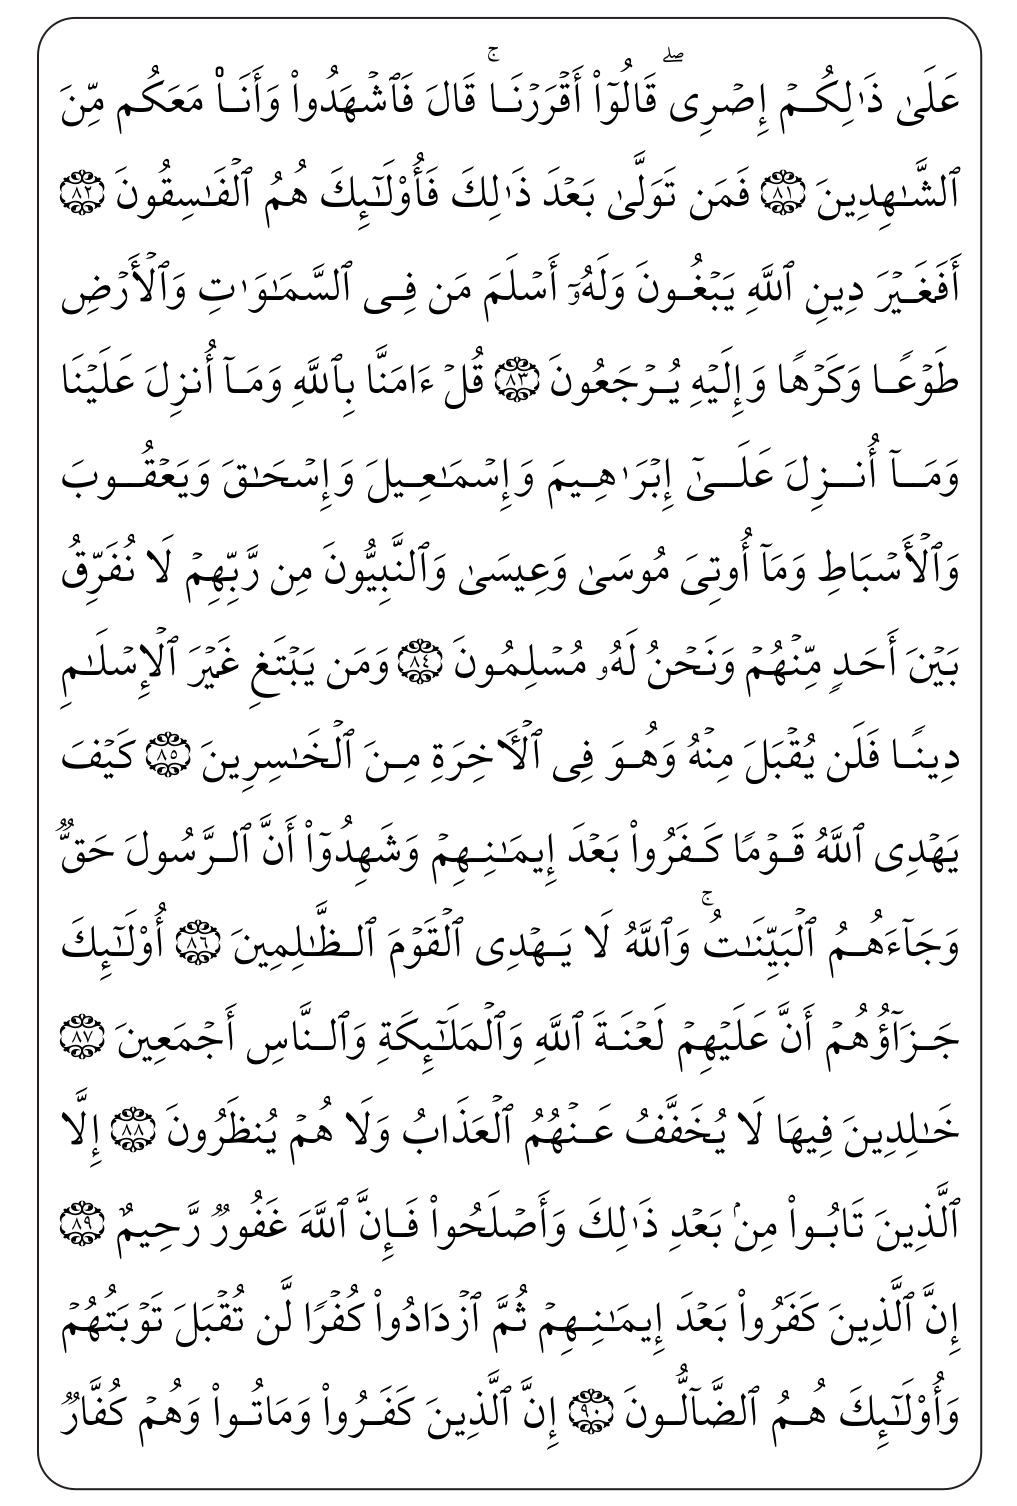 عَلَىٰ ذَٰلِكُمۡ إِصۡرِىۖ قَالُوٓاْ أَقۡرَرۡنَاۚ قَالَ فَٱشۡهَدُواْ وَأَنَا۠ مَعَكُم مِّنَ
ٱلشَّـٰهِدِينَ ٨١ فَمَن تَوَلَّىٰ بَعۡدَ ذَٰلِكَ فَأُوْلَـٰٓئِكَ هُمُ ٱلۡفَـٰسِقُونَ ٨٢
أَفَغَيۡرَ دِينِ ٱللَّهِ يَبۡغُونَ وَلَهُۥٓ أَسۡلَمَ مَن فِى ٱلسَّمَـٰوَٰتِ وَٱلۡأَرۡضِ
طَوۡعًا وَكَرۡهًا وَإِلَيۡهِ يُرۡجَعُونَ ٨٣ قُلۡ ءَامَنَّا بِٱللَّهِ وَمَآ أُنزِلَ عَلَيۡنَا
وَمَآ أُنزِلَ عَلَىٰٓ إِبۡرَٰهِيمَ وَإِسۡمَـٰعِيلَ وَإِسۡحَـٰقَ وَيَعۡقُوبَ
وَٱلۡأَسۡبَاطِ وَمَآ أُوتِىَ مُوسَىٰ وَعِيسَىٰ وَٱلنَّبِيُّونَ مِن رَّبِّهِمۡ لَا نُفَرِّقُ
بَيۡنَ أَحَدٍ مِّنۡهُمۡ وَنَحۡنُ لَهُۥ مُسۡلِمُونَ ٨٤ وَمَن يَبۡتَغِ غَيۡرَ ٱلۡإِسۡلَـٰمِ
دِينًا فَلَن يُقۡبَلَ مِنۡهُ وَهُوَ فِى ٱلۡأَخِرَةِ مِنَ ٱلۡخَـٰسِرِينَ ٨٥ كَيۡفَ
يَهۡدِى ٱللَّهُ قَوۡمًا كَفَرُواْ بَعۡدَ إِيمَـٰنِهِمۡ وَشَهِدُوٓاْ أَنَّ ٱلرَّسُولَ حَقٌّ
وَجَآءَهُمُ ٱلۡبَيِّنَـٰتُۚ وَٱللَّهُ لَا يَهۡدِى ٱلۡقَوۡمَ ٱلظَّـٰلِمِينَ ٨٦ أُوْلَـٰٓئِكَ
جَزَآؤُهُمۡ أَنَّ عَلَيۡهِمۡ لَعۡنَةَ ٱللَّهِ وَٱلۡمَلَـٰٓئِكَةِ وَٱلنَّاسِ أَجۡمَعِينَ ٨٧
خَـٰلِدِينَ فِيهَا لَا يُخَفَّفُ عَنۡهُمُ ٱلۡعَذَابُ وَلَا هُمۡ يُنظَرُونَ ٨٨ إِلَّا
ٱلَّذِينَ تَابُواْ مِنۢ بَعۡدِ ذَٰلِكَ وَأَصۡلَحُواْ فَإِنَّ ٱللَّهَ غَفُورٌ رَّحِيمٌ ٨٩
إِنَّ ٱلَّذِينَ كَفَرُواْ بَعۡدَ إِيمَـٰنِهِمۡ ثُمَّ ٱزۡدَادُواْ كُفۡرًا لَّن تُقۡبَلَ تَوۡبَتُهُمۡ
وَأُوْلَـٰٓئِكَ هُمُ ٱلضَّآلُّونَ ٩٠ إِنَّ ٱلَّذِينَ كَفَرُواْ وَمَاتُواْ وَهُمۡ كُفَّارٌ